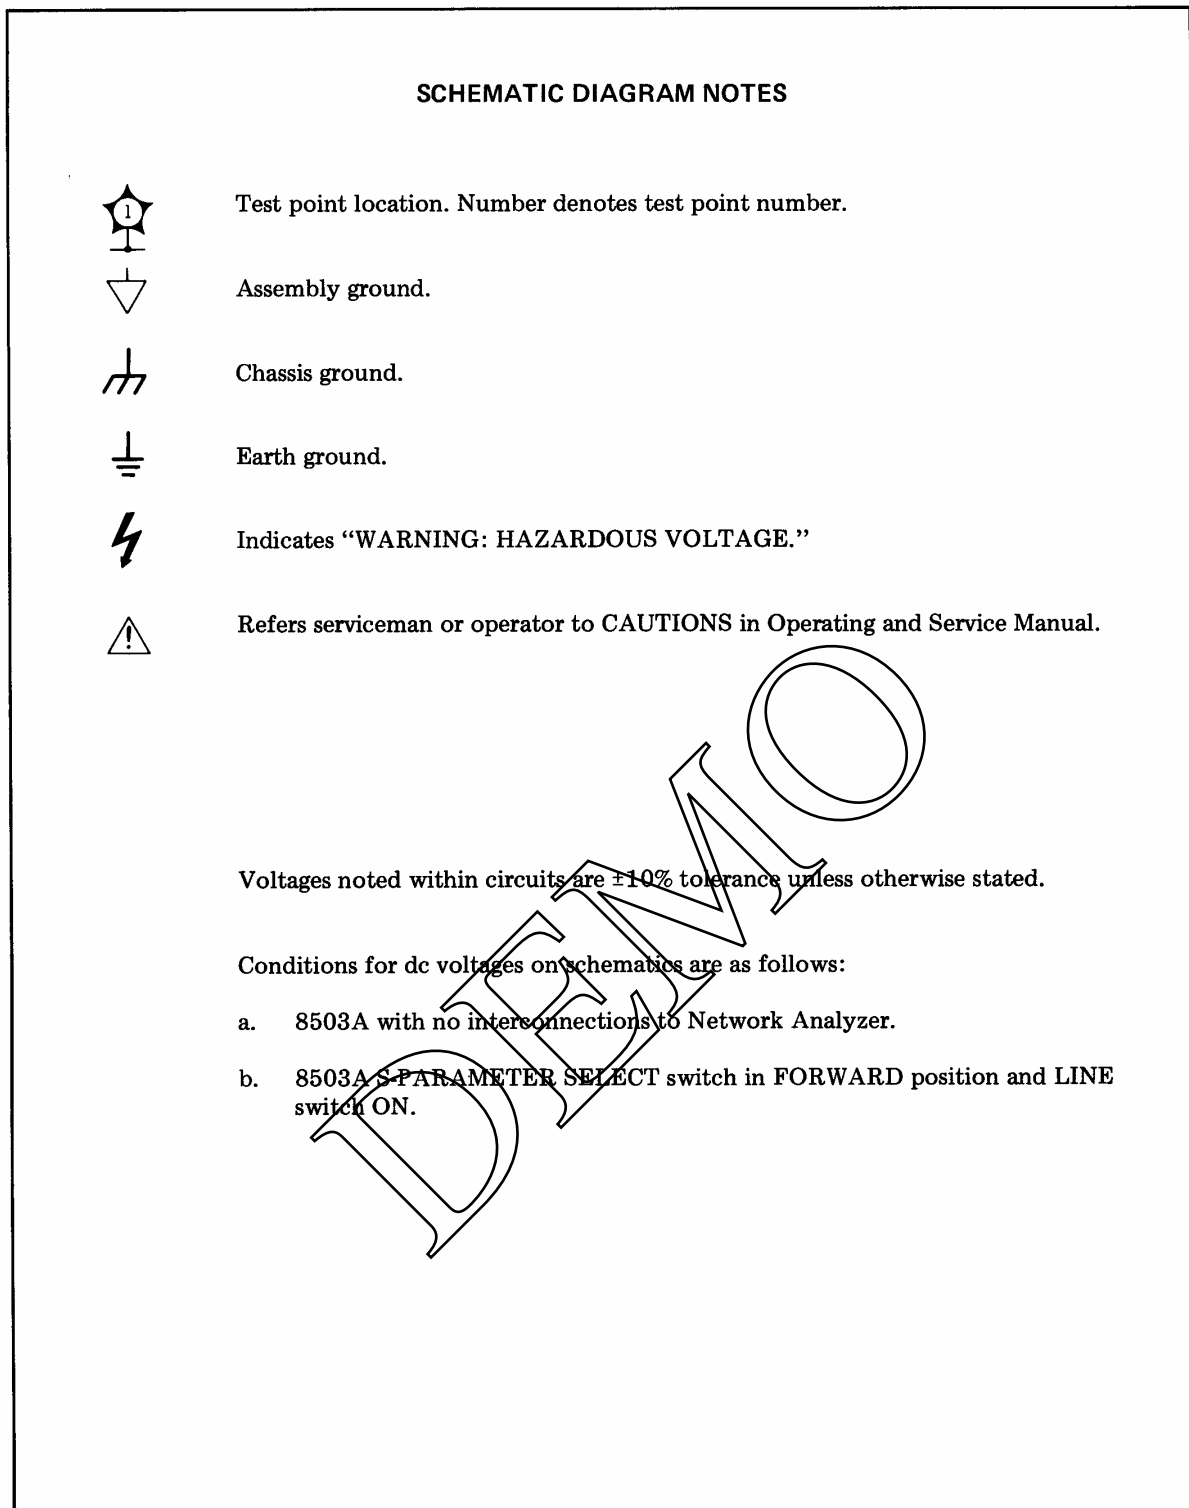 SCHEMATIC DIAGRAM NOTES
1
Test point location. Number denotes test point number.
Assembly ground.
Chassis ground.
Earth ground.
Indicates “WARNING: HAZARDOUS VOLTAGE.”
!
Refers serviceman or operator to CAUTIONS in Operating and Service Manual.
Voltages noted within circuits are ±10% tolerance unless otherwise stated.
Conditions for dc voltages on schematics are as follows:
a. 8503A with no interconnections to Network Analyzer.
b. 8503A S-PARAMETER SELECT switch in FORWARD position and LINE
switch ON.
DEMO